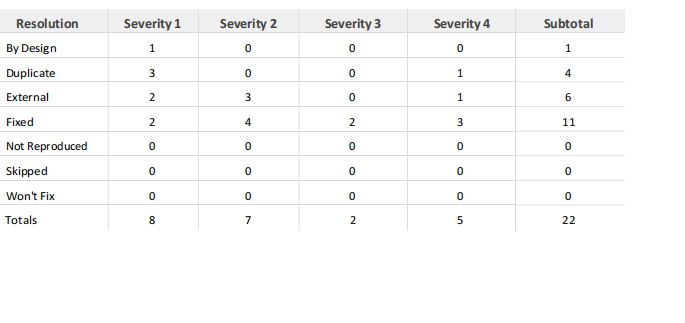 Resolution Severity 1 Severity 2 Severity 3 Severity 4 Subtotal
By Design 1 0 0 0 1
Duplicate 3 0 0 1 4
External 2 3 0 1 6
Fixed 2 4 2 3 11
Not Reproduced 0 0 0 0 0
Skipped 0 0 0 0 0
Won't Fix 0 0 0 0 0
Totals 8 7 2 5 22